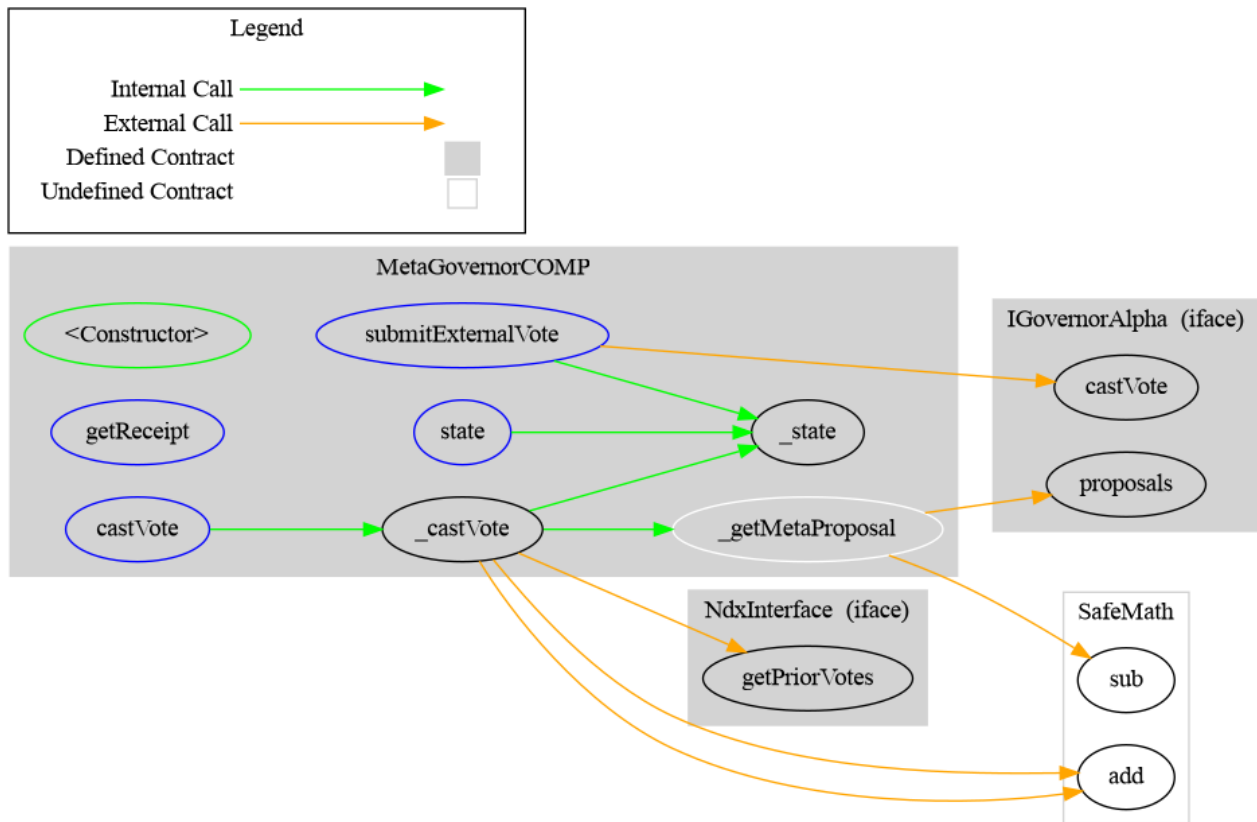 Legend
Internal Call
External Call
Defined Contract
Undefined Contract
MetaGovernorCOMP
<Constructor>
submitExternalVote
getReceipt
state
_state
castVote
_castVote
_getMetaProposal
IGovernorAlpha (iface)
castVote
proposals
NdxInterface (iface)
getPriorVotes
SafeMath
sub
add